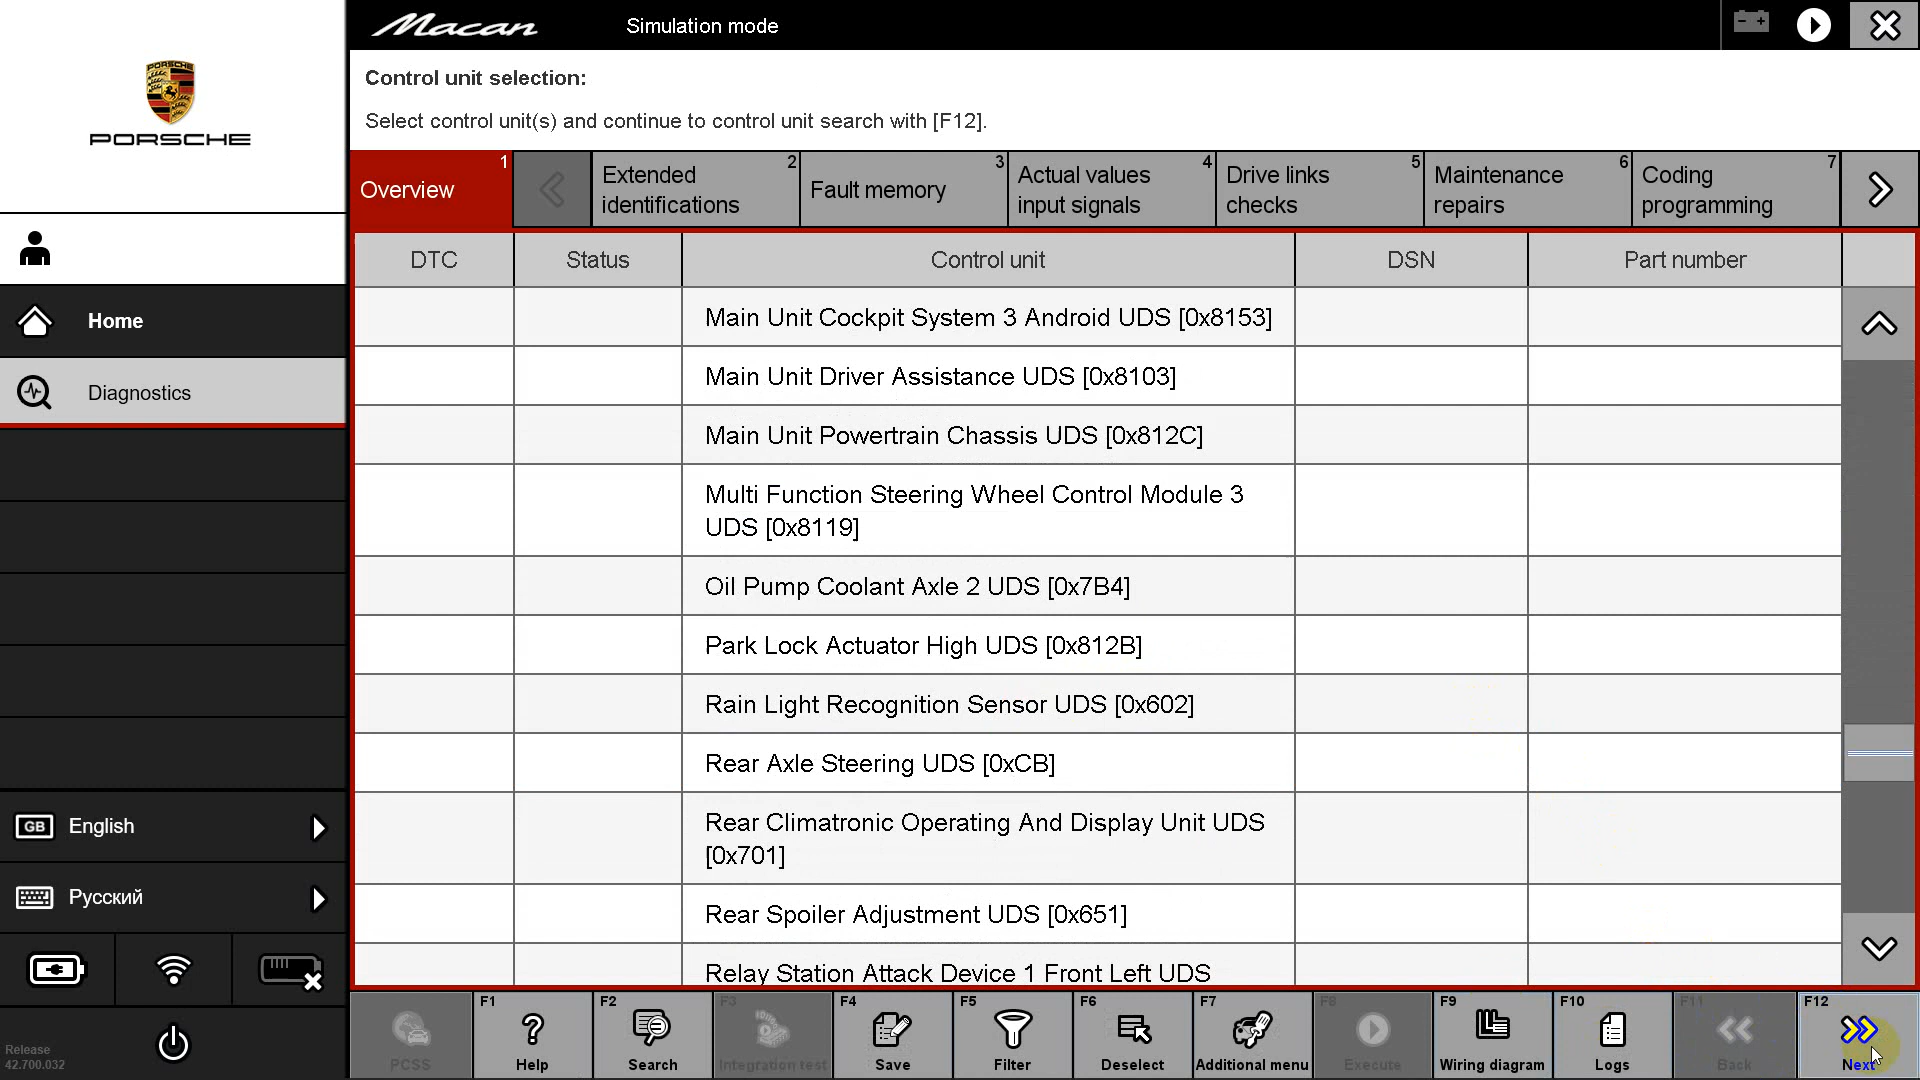 PORSCHE
PORSCHE
Macan
Simulation mode
Control unit selection:
Select control unit(s) and continue to control unit search with [F12].
Overview 1
Extended identifications 2
Fault memory 3
Actual values input signals 4
Drive links checks 5
Maintenance repairs 6
Coding programming 7
DTC Status Control unit DSN Part number
Main Unit Cockpit System 3 Android UDS [0x8153]
Main Unit Driver Assistance UDS [0x8103]
Main Unit Powertrain Chassis UDS [0x812C]
Multi Function Steering Wheel Control Module 3
UDS [0x8119]
Oil Pump Coolant Axle 2 UDS [0x7B4]
Park Lock Actuator High UDS [0x812B]
Rain Light Recognition Sensor UDS [0x602]
Rear Axle Steering UDS [0xCB]
Rear Climatronic Operating And Display Unit UDS
[0x701]
Rear Spoiler Adjustment UDS [0x651]
Relay Station Attack Device 1 Front Left UDS
Home
Diagnostics
GB English
Русский
Release
42.700.032
PCSS
F1 Help
F2 Search
F3 Integration test
F4 Save
F5 Filter
F6 Deselect
F7 Additional menu
F8 Execute
F9 Wiring diagram
F10 Logs
F11 Back
F12 Next